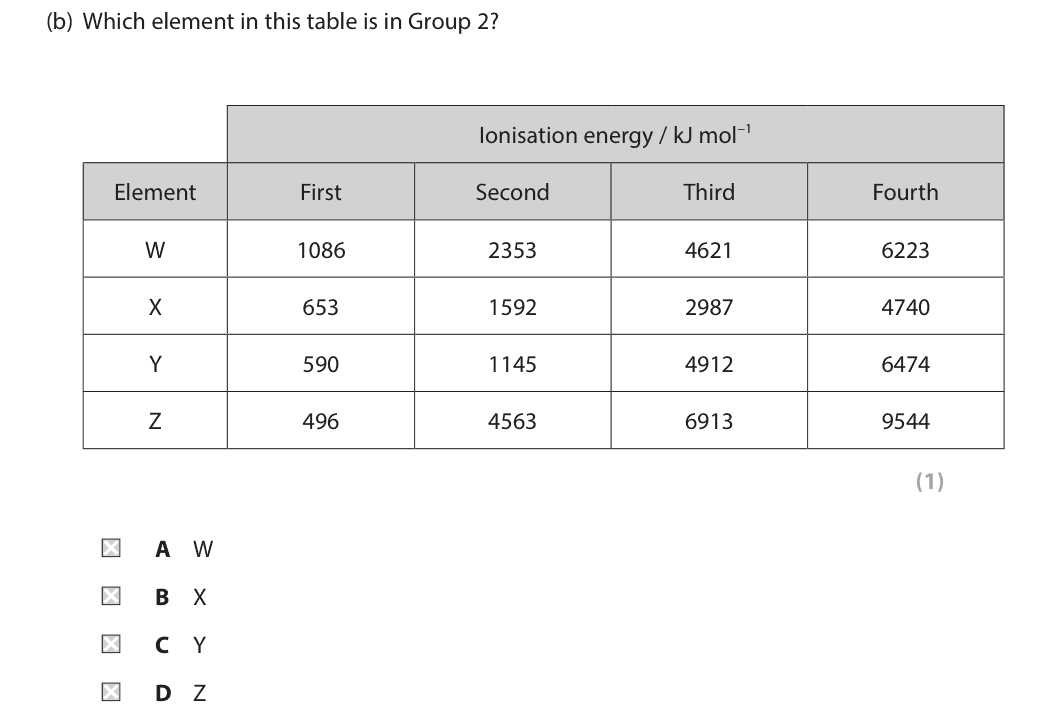 (b) Which element in this table is in Group 2?
Ionisation energy / kJ mol⁻¹
Element First Second Third Fourth
W 1086 2353 4621 6223
X 653 1592 2987 4740
Y 590 1145 4912 6474
Z 496 4563 6913 9544
(1)
A W
B X
C Y
D Z